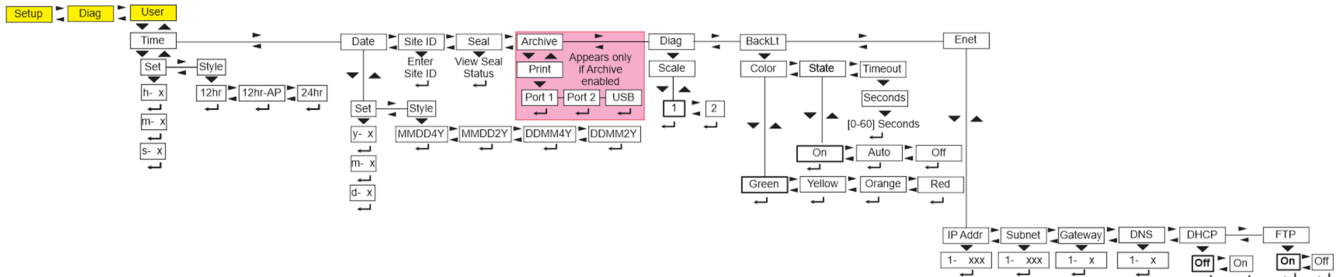 Setup Diag User
Time Date Site ID Seal Archive Diag BackLt Enet
Enter
Site ID
View Seal
Status
Appears only
if Archive
enabled
Set Style Print Scale Color State Timeout
h- x 12hr 12hr-AP 24hr Port 1 Port 2 USB Seconds
m- x Set Style 1 2 [0-60] Seconds
s- x y- x MMDD4Y MMDD2Y DDMM4Y DDMM2Y On Auto Off
m- x
d- x Green Yellow Orange Red
IP Addr Subnet Gateway DNS DHCP FTP
1- xxx 1- xxx 1- x 1- x Off On On Off